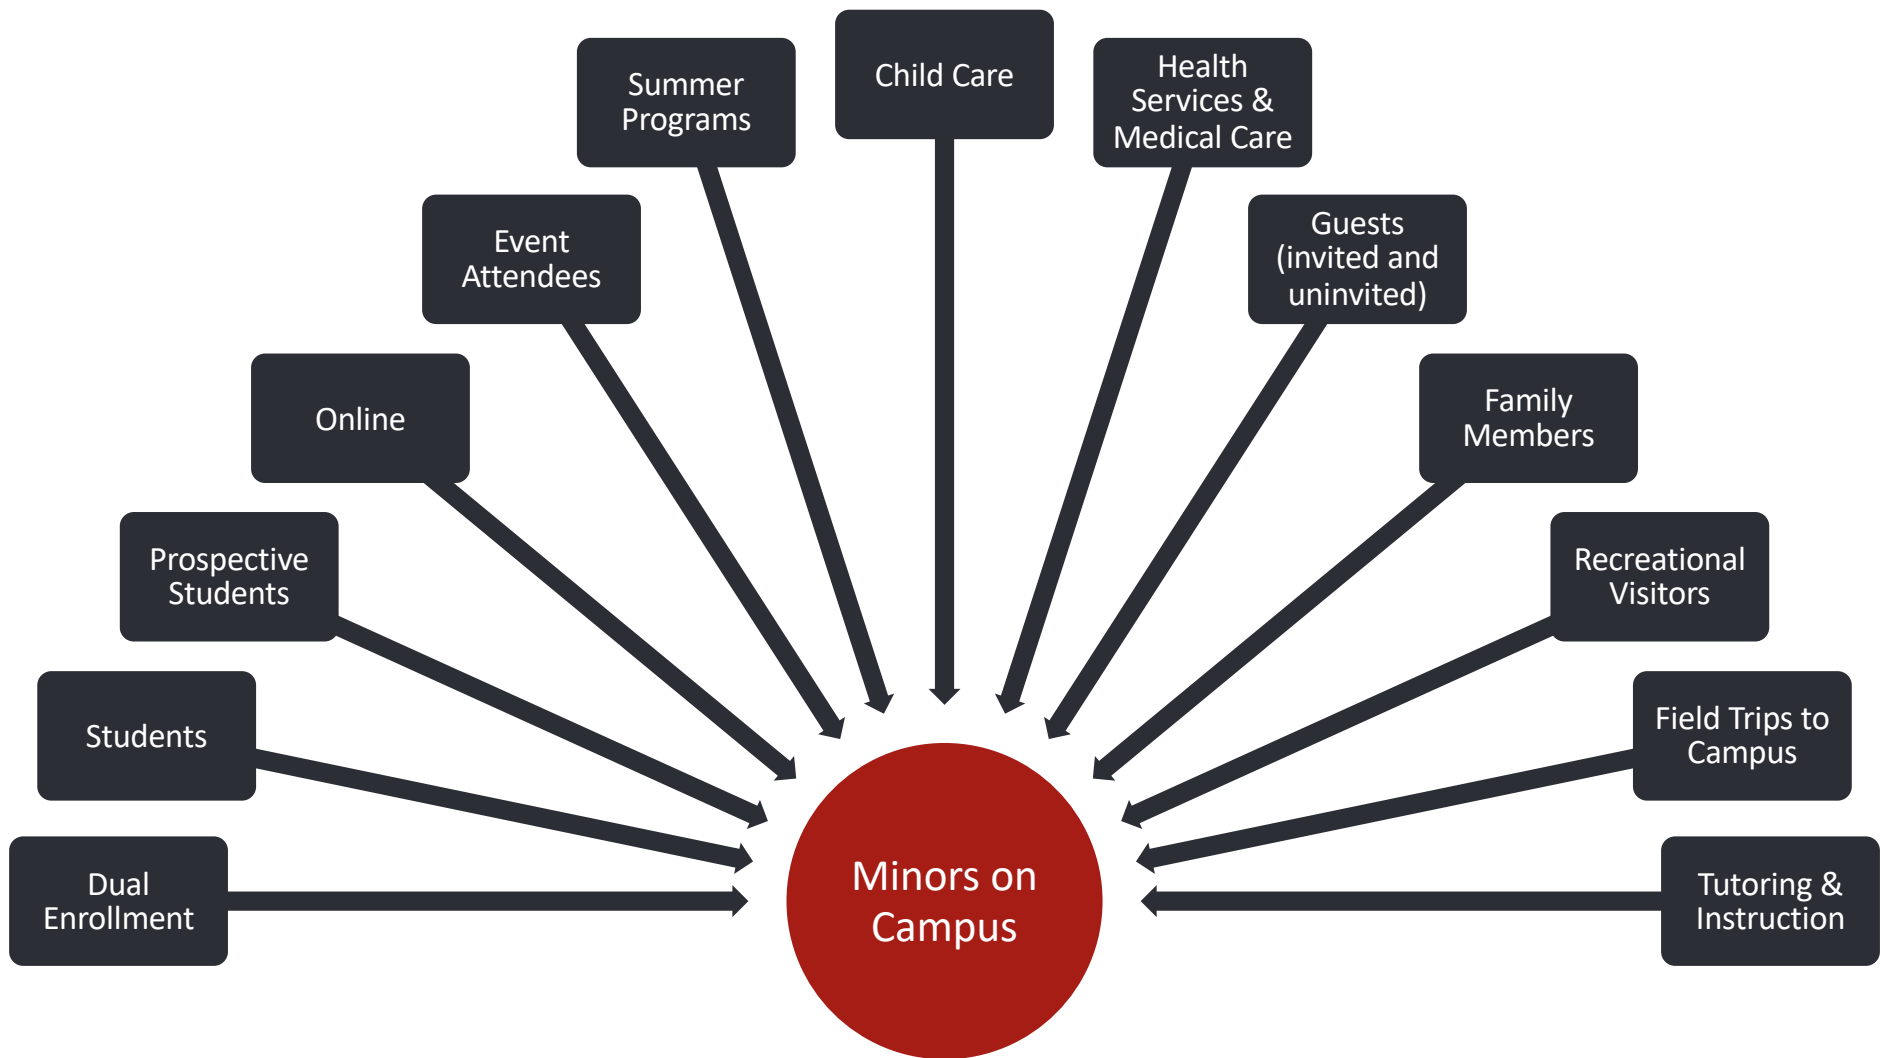 Child Care
Summer
Programs
Health
Services &
Medical Care
Event
Attendees
Guests
(invited and
uninvited)
Online
Family
Members
Prospective
Students
Recreational
Visitors
Students
Field Trips to
Campus
Dual
Enrollment
Minors on
Campus
Tutoring &
Instruction